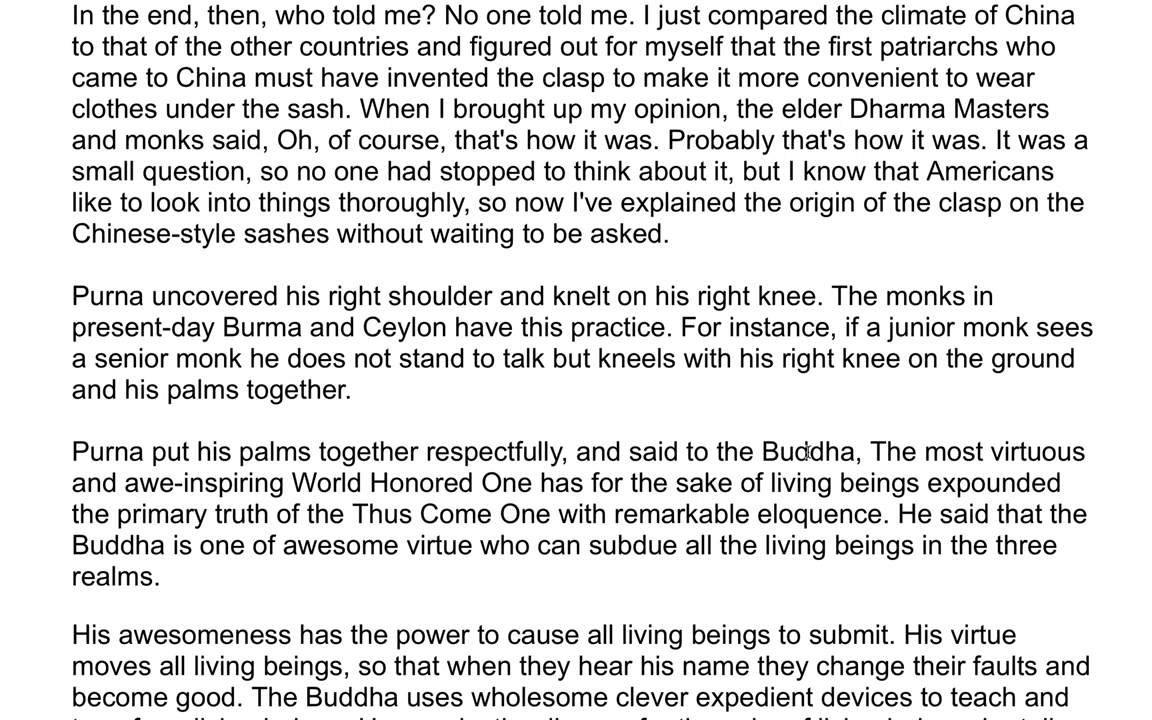 In the end, then, who told me? No one told me. I just compared the climate of China
to that of the other countries and figured out for myself that the first patriarchs who
came to China must have invented the clasp to make it more convenient to wear
clothes under the sash. When I brought up my opinion, the elder Dharma Masters
and monks said, Oh, of course, that's how it was. Probably that's how it was. It was a
small question, so no one had stopped to think about it, but I know that Americans
like to look into things thoroughly, so now I've explained the origin of the clasp on the
Chinese-style sashes without waiting to be asked.
Purna uncovered his right shoulder and knelt on his right knee. The monks in
present-day Burma and Ceylon have this practice. For instance, if a junior monk sees
a senior monk he does not stand to talk but kneels with his right knee on the ground
and his palms together.
Purna put his palms together respectfully, and said to the Buddha, The most virtuous
and awe-inspiring World Honored One has for the sake of living beings expounded
the primary truth of the Thus Come One with remarkable eloquence. He said that the
Buddha is one of awesome virtue who can subdue all the living beings in the three
realms.
His awesomeness has the power to cause all living beings to submit. His virtue
moves all living beings, so that when they hear his name they change their faults and
become good. The Buddha uses wholesome clever expedient devices to teach and